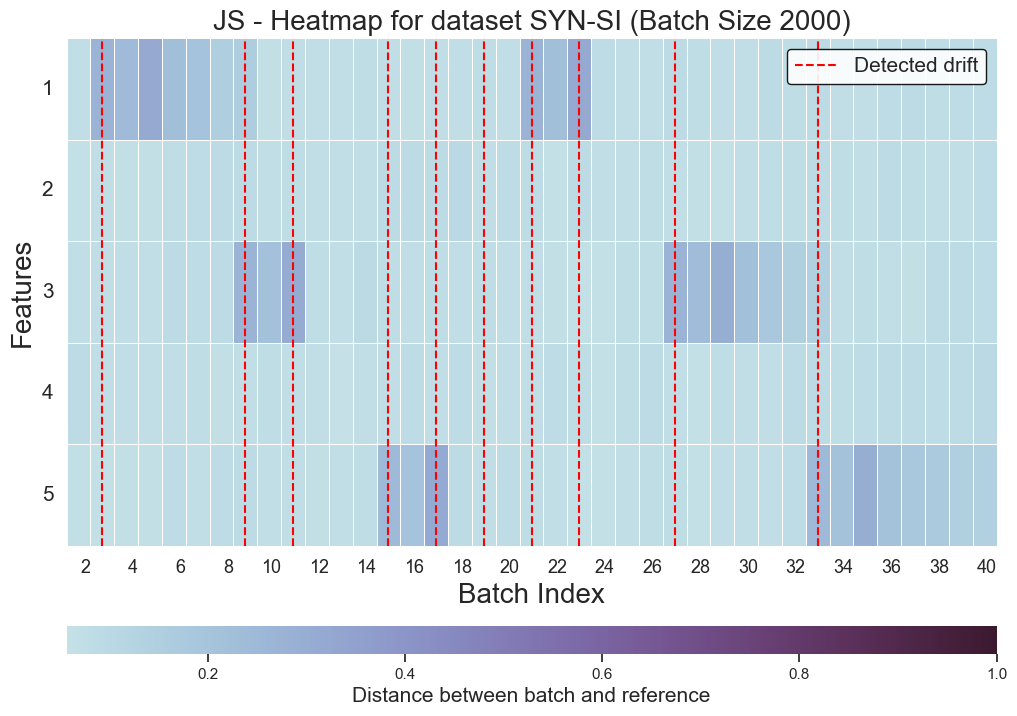 JS - Heatmap for dataset SYN-SI (Batch Size 2000)
Detected drift
Features
1
2
3
4
5
2 4 6 8 10 12 14 16 18 20 22 24 26 28 30 32 34 36 38 40
Batch Index
0.2 0.4 0.6 0.8 1.0
Distance between batch and reference